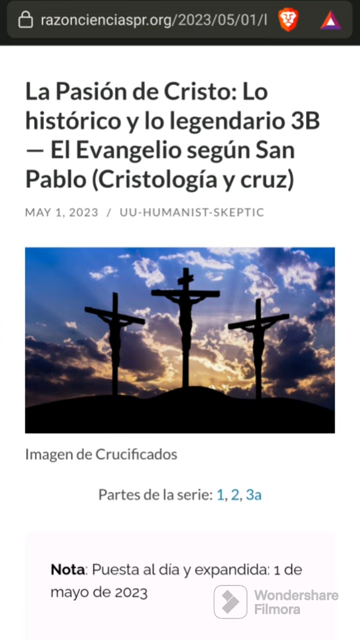 razoncienciaspr.org/2023/05/01/l
La Pasión de Cristo: Lo
histórico y lo legendario 3B
— El Evangelio según San
Pablo (Cristología y cruz)
MAY 1, 2023 / UU-HUMANIST-SKEPTIC
Imagen de Crucificados
Partes de la serie: 1, 2, 3a
Nota: Puesta al día y expandida: 1 de
mayo de 2023
Wondershare
Filmora